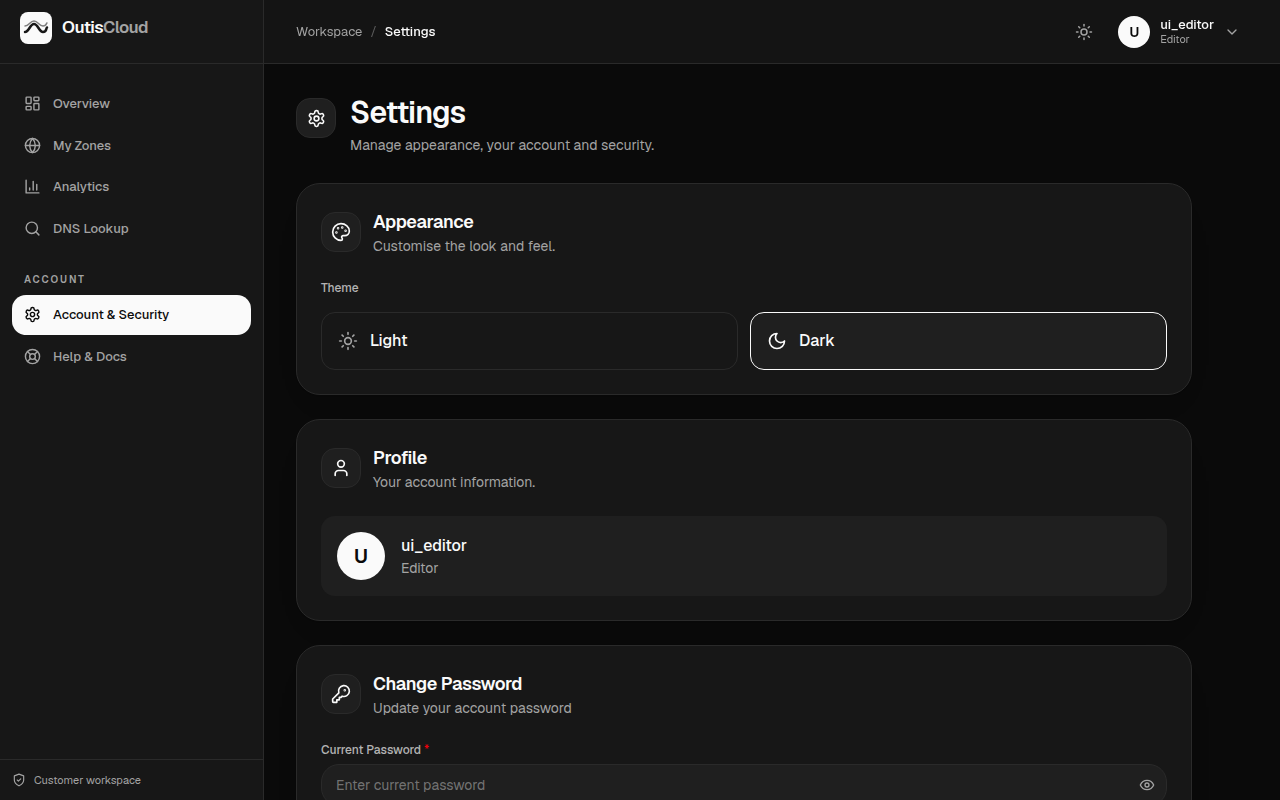 OutisCloud
Workspace / Settings
U
ui_editor
Editor
Overview
My Zones
Analytics
DNS Lookup
ACCOUNT
Account & Security
Help & Docs
Customer workspace
Settings
Manage appearance, your account and security.
Appearance
Customise the look and feel.
Theme
Light
Dark
Profile
Your account information.
U
ui_editor
Editor
Change Password
Update your account password
Current Password *
Enter current password